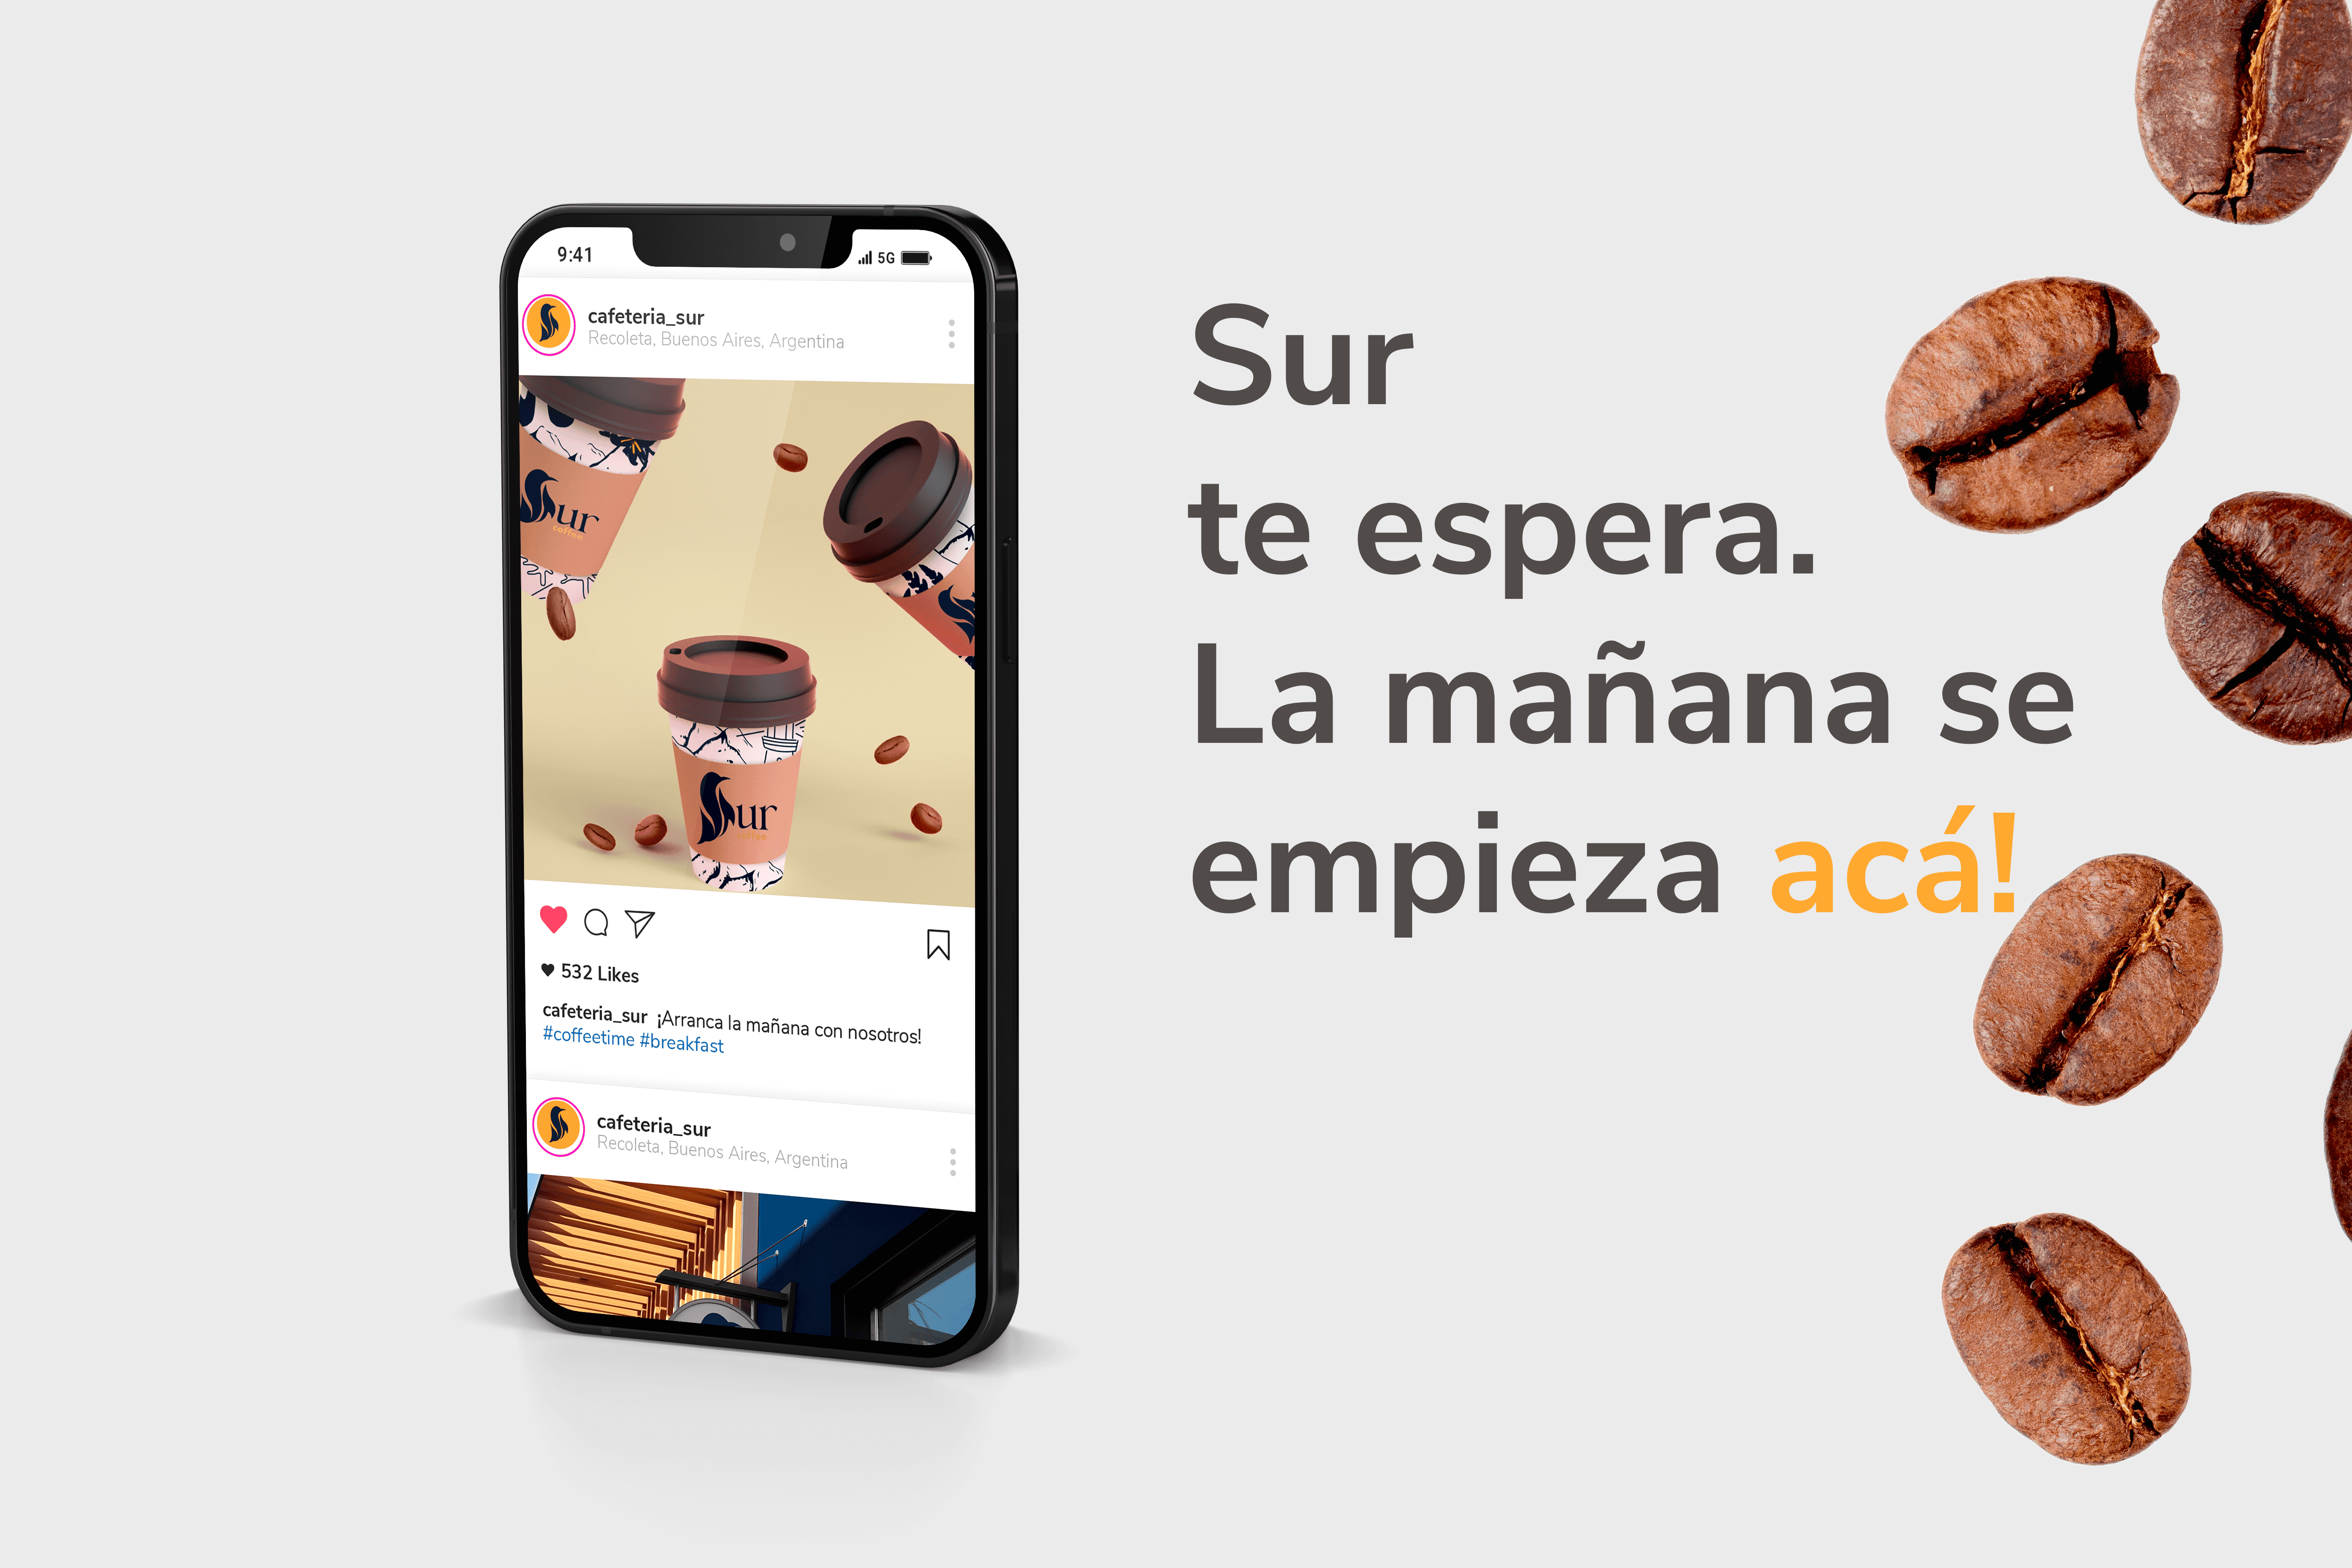 9:41
5G
cafeteria_sur
Recoleta, Buenos Aires, Argentina
Sur
coffee
Sur
coffee
532 Likes
cafeteria_sur ¡Arranca la mañana con nosotros!
#coffeetime #breakfast
cafeteria_sur
Recoleta, Buenos Aires, Argentina
Sur
te espera.
La mañana se
empieza acá!